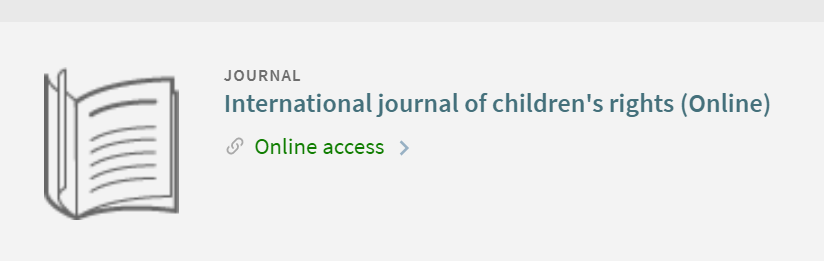 JOURNAL
International journal of children's rights (Online)
Online access